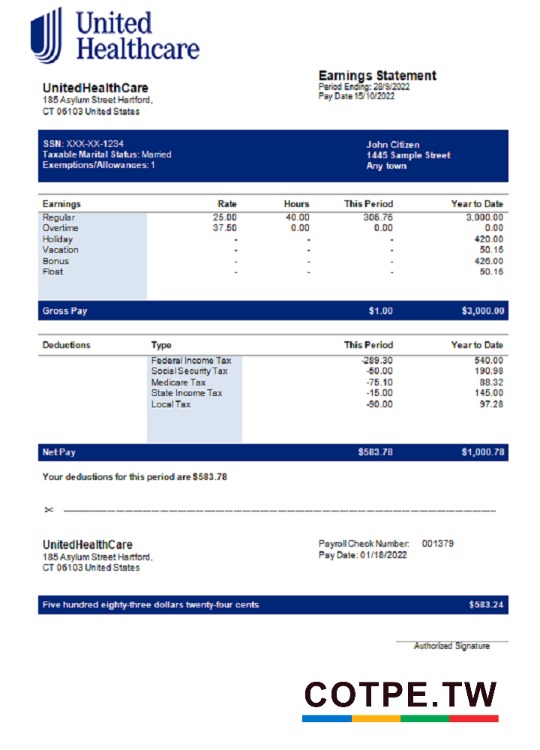 United
Healthcare
Earnings Statement
Period Ending: 28/9/2022
Pay Date 15/10/2022
UnitedHealthCare
185 Asylum Street Hartford,
CT 06103 United States
SSN: XXX-XX-1234
Taxable Marital Status: Married
Exemptions/Allowances: 1
John Citizen
1445 Sample Street
Any town
Earnings Rate Hours This Period Year to Date
Regular 25.00 40.00 306.76 3,000.00
Overtime 37.50 0.00 0.00 0.00
Holiday - - - 420.00
Vacation - - - 50.16
Bonus - - - 426.00
Float - - - 50.16
Gross Pay $1.00 $3,000.00
Deductions Type This Period Year to Date
Federal Income Tax -289.30 540.00
Social Security Tax -50.00 190.98
Medicare Tax -75.10 88.32
State Income Tax -15.00 145.00
Local Tax -90.00 97.28
Net Pay $583.78 $1,000.78
Your deductions for this period are $583.78
UnitedHealthCare
185 Asylum Street Hartford,
CT 06103 United States
Payroll Check Number: 001379
Pay Date: 01/18/2022
Five hundred eighty-three dollars twenty-four cents $583.24
Authorized Signature
COTPE.TW